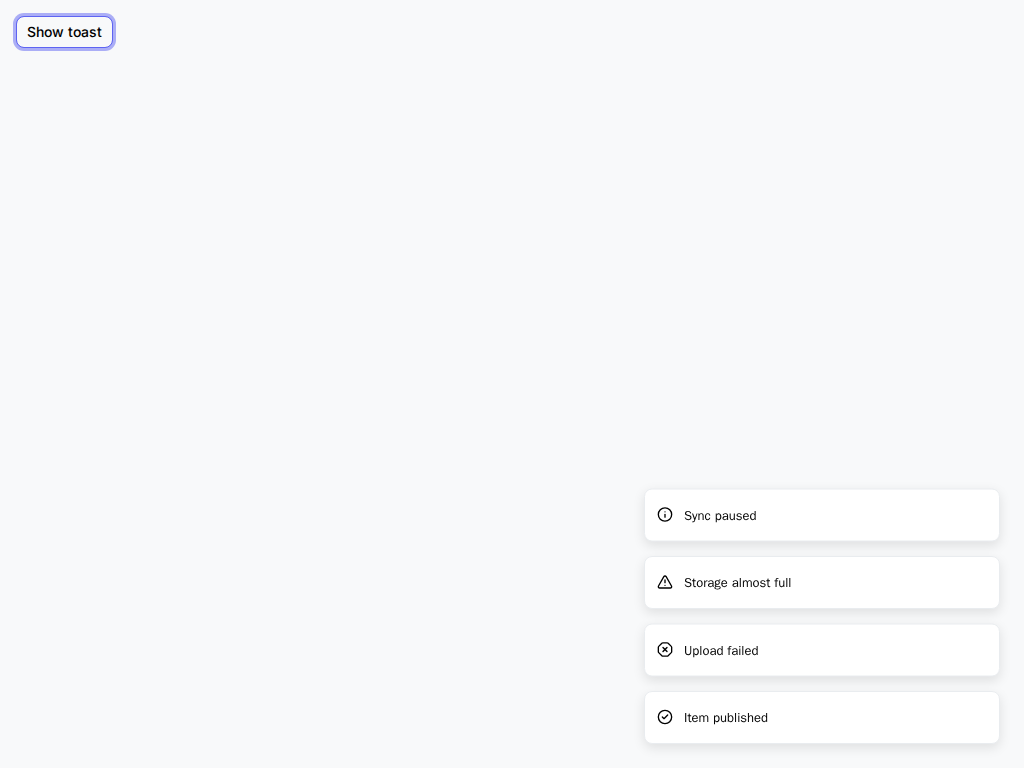 Show toast
Sync paused
Storage almost full
Upload failed
Item published